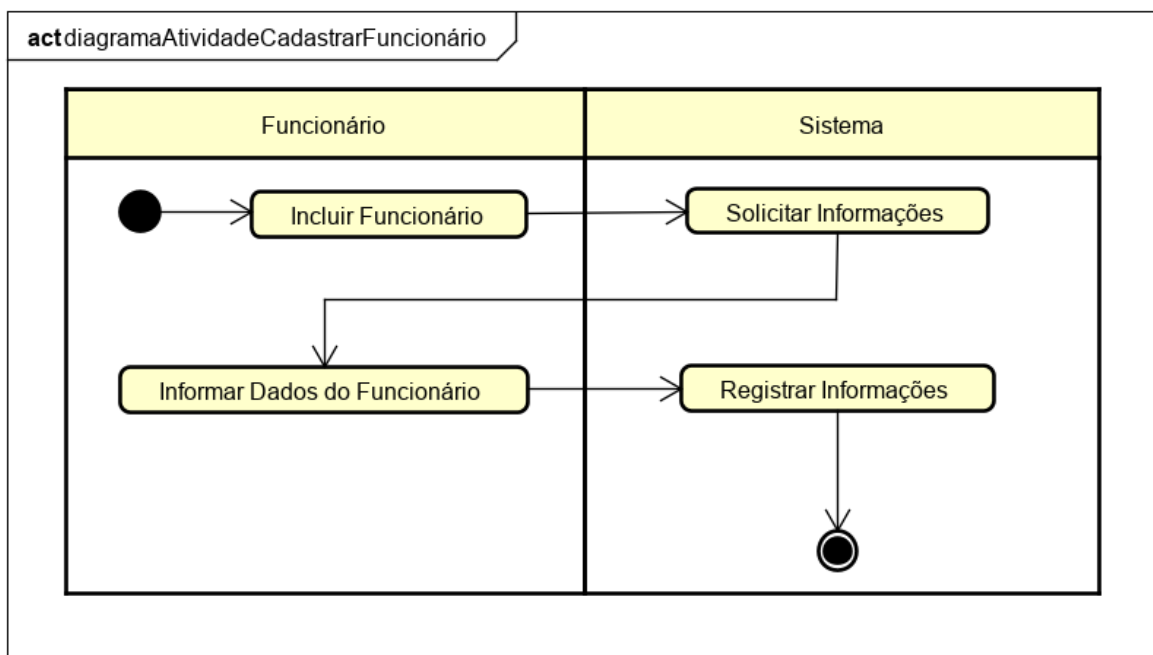 act diagramaAtividadeCadastrarFuncionário
Funcionário
Sistema
Incluir Funcionário
Solicitar Informações
Informar Dados do Funcionário
Registrar Informações